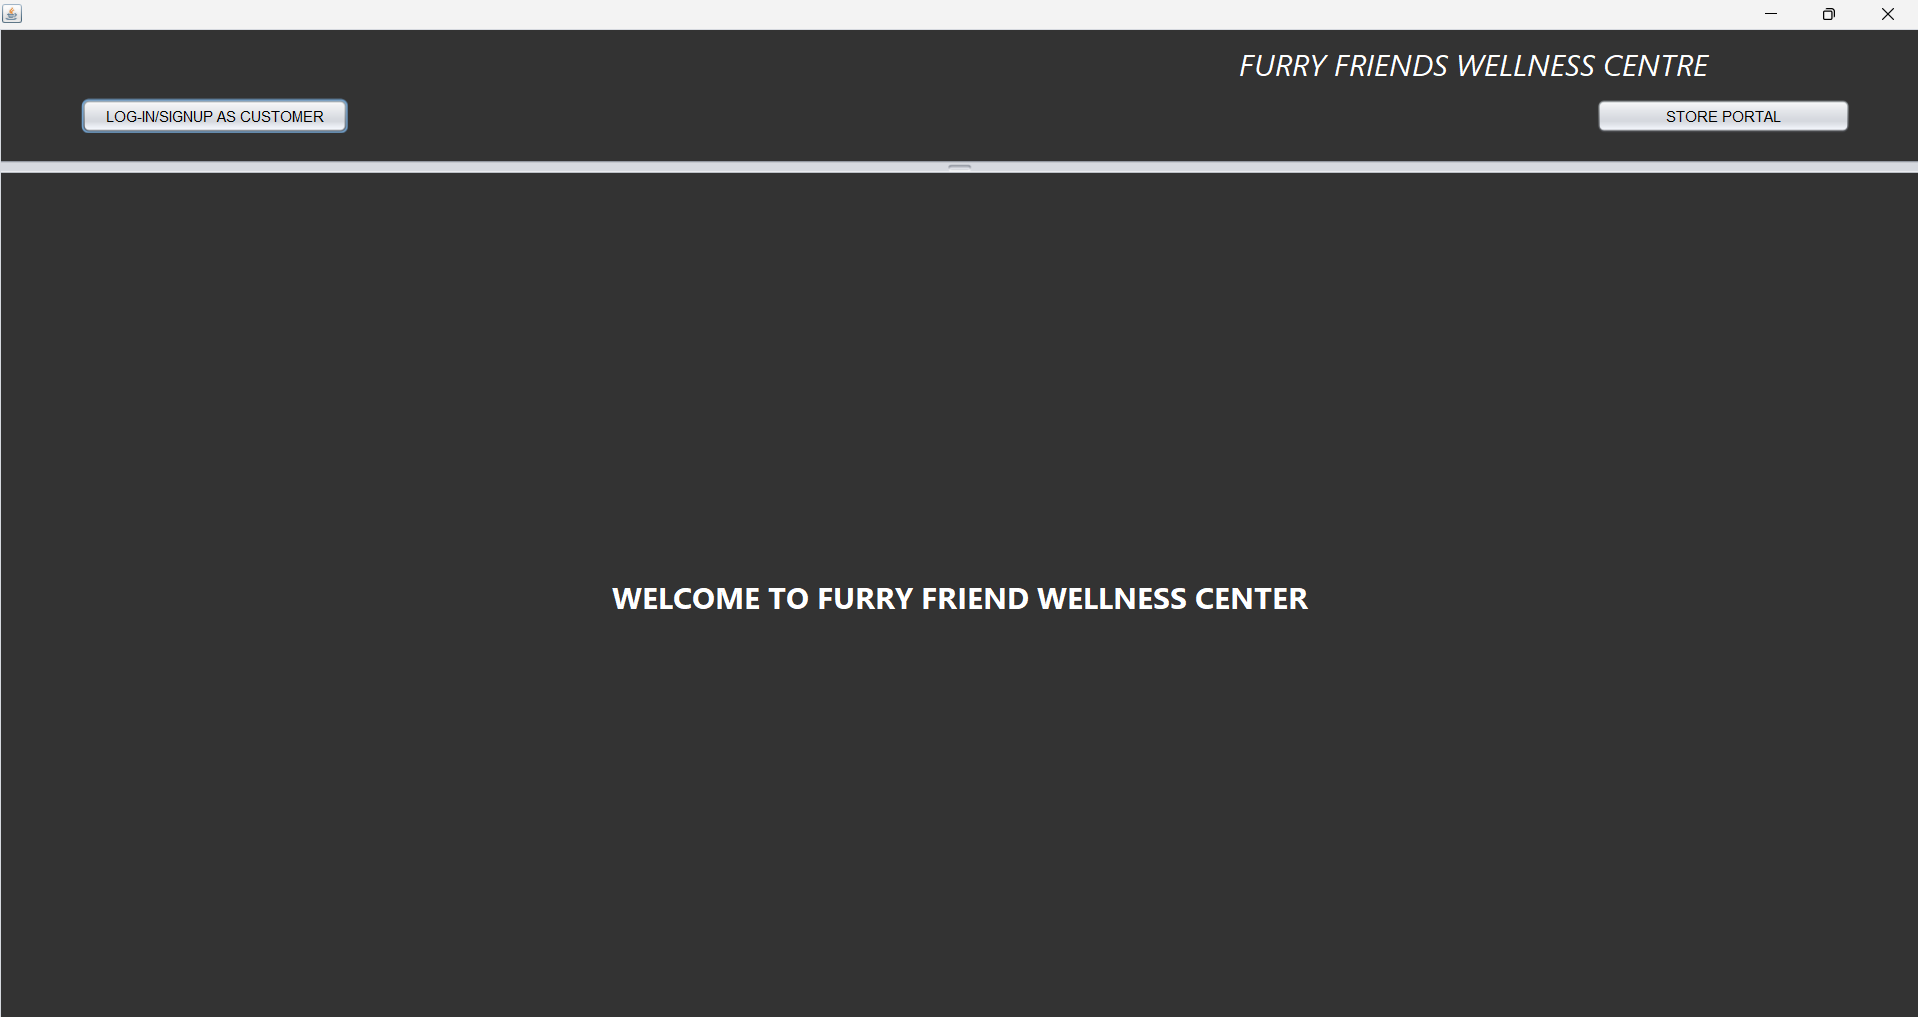 FURRY FRIENDS WELLNESS CENTRE
LOG-IN/SIGNUP AS CUSTOMER
STORE PORTAL
WELCOME TO FURRY FRIEND WELLNESS CENTER